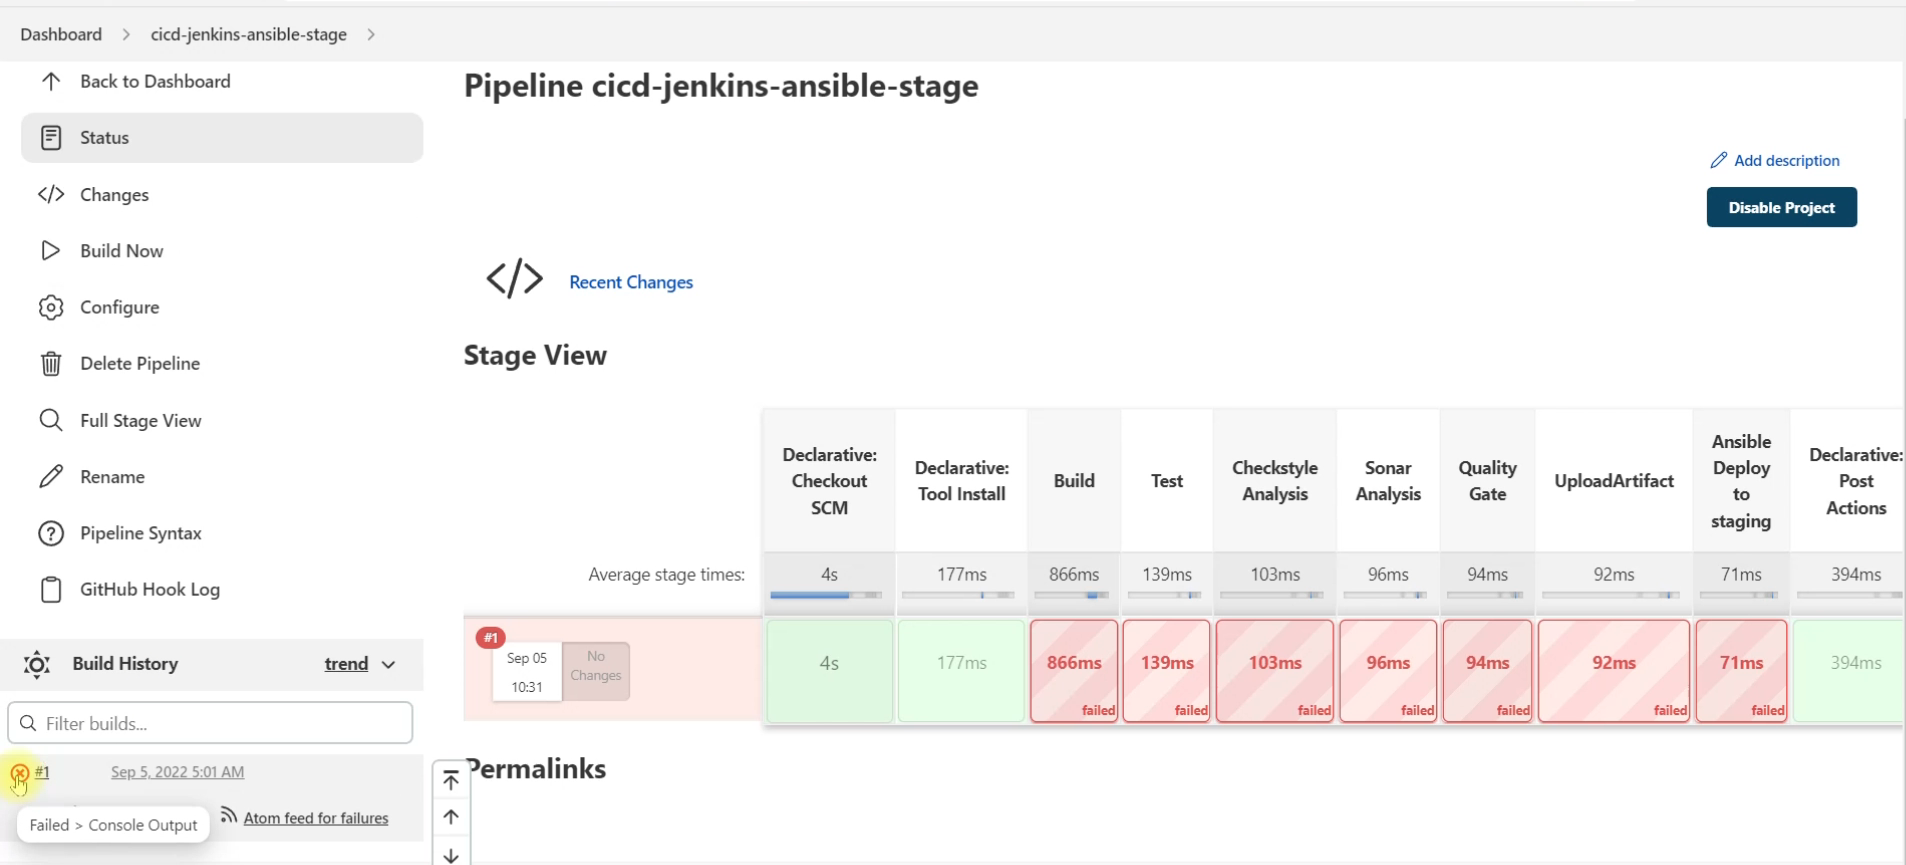 Dashboard > cicd-jenkins-ansible-stage >
Back to Dashboard
Status
Changes
Build Now
Configure
Delete Pipeline
Full Stage View
Rename
Pipeline Syntax
GitHub Hook Log
Build History trend
Filter builds...
#1 Sep 5, 2022 5:01 AM
Atom feed for failures
Failed > Console Output
Pipeline cicd-jenkins-ansible-stage
Add description
Disable Project
Recent Changes
Stage View
Declarative:
Checkout
SCM
Declarative:
Tool Install
Build
Test
Checkstyle
Analysis
Sonar
Analysis
Quality
Gate
UploadArtifact
Ansible
Deploy
to
staging
Declarative:
Post
Actions
Average stage times: 4s 177ms 866ms 139ms 103ms 96ms 94ms 92ms 71ms 394ms
#1
Sep 05
10:31
No
Changes
4s 177ms 866ms 139ms 103ms 96ms 94ms 92ms 71ms 394ms
failed failed failed failed failed failed failed
Permalinks